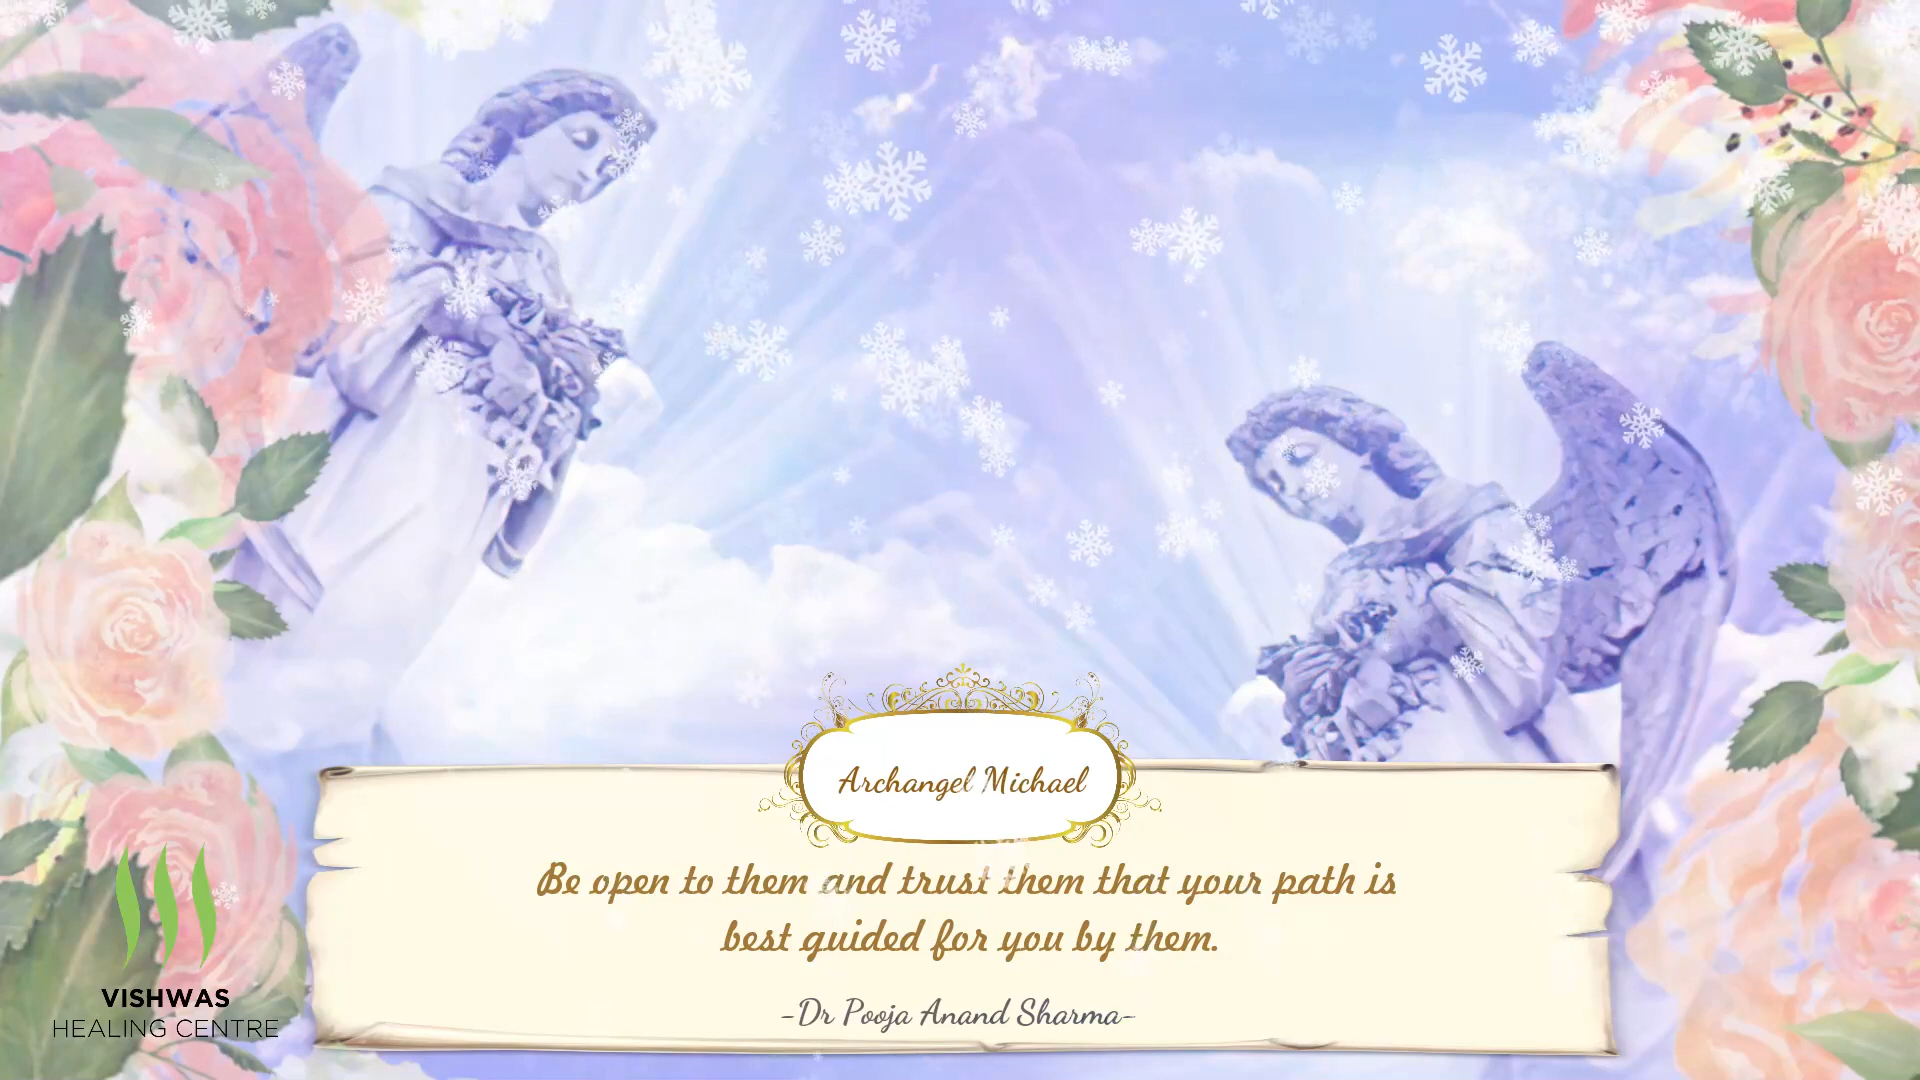 Archangel Michael
Be open to them and trust them that your path is
best guided for you by them.
-Dr Pooja Anand Sharma-
VISHWAS
HEALING CENTRE